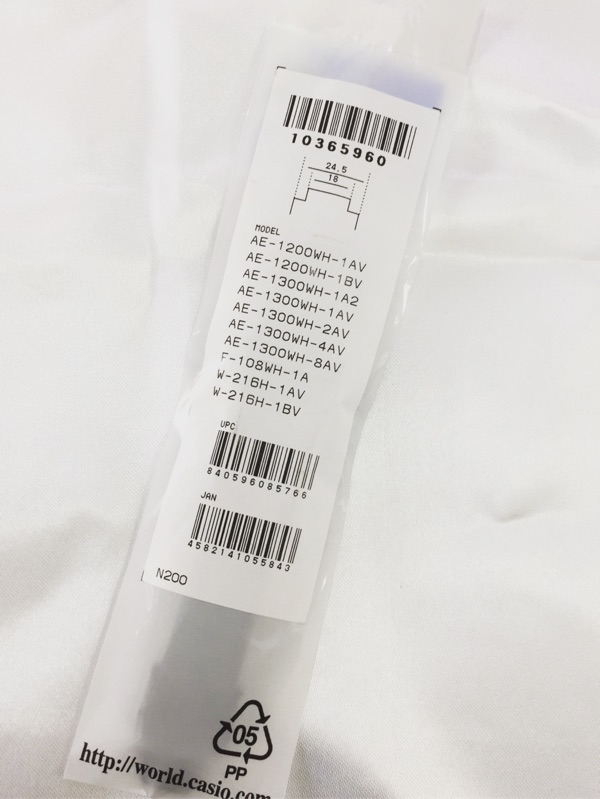 10365960
24.5
18
MODEL
AE-1200WH-1AV
AE-1200WH-1BV
AE-1300WH-1A2
AE-1300WH-1AV
AE-1300WH-2AV
AE-1300WH-4AV
AE-1300WH-8AV
F-108WH-1A
W-216H-1AV
W-216H-1BV
UPC
840596085766
JAN
4582141055843
N200
05
PP
http://world.casio.com